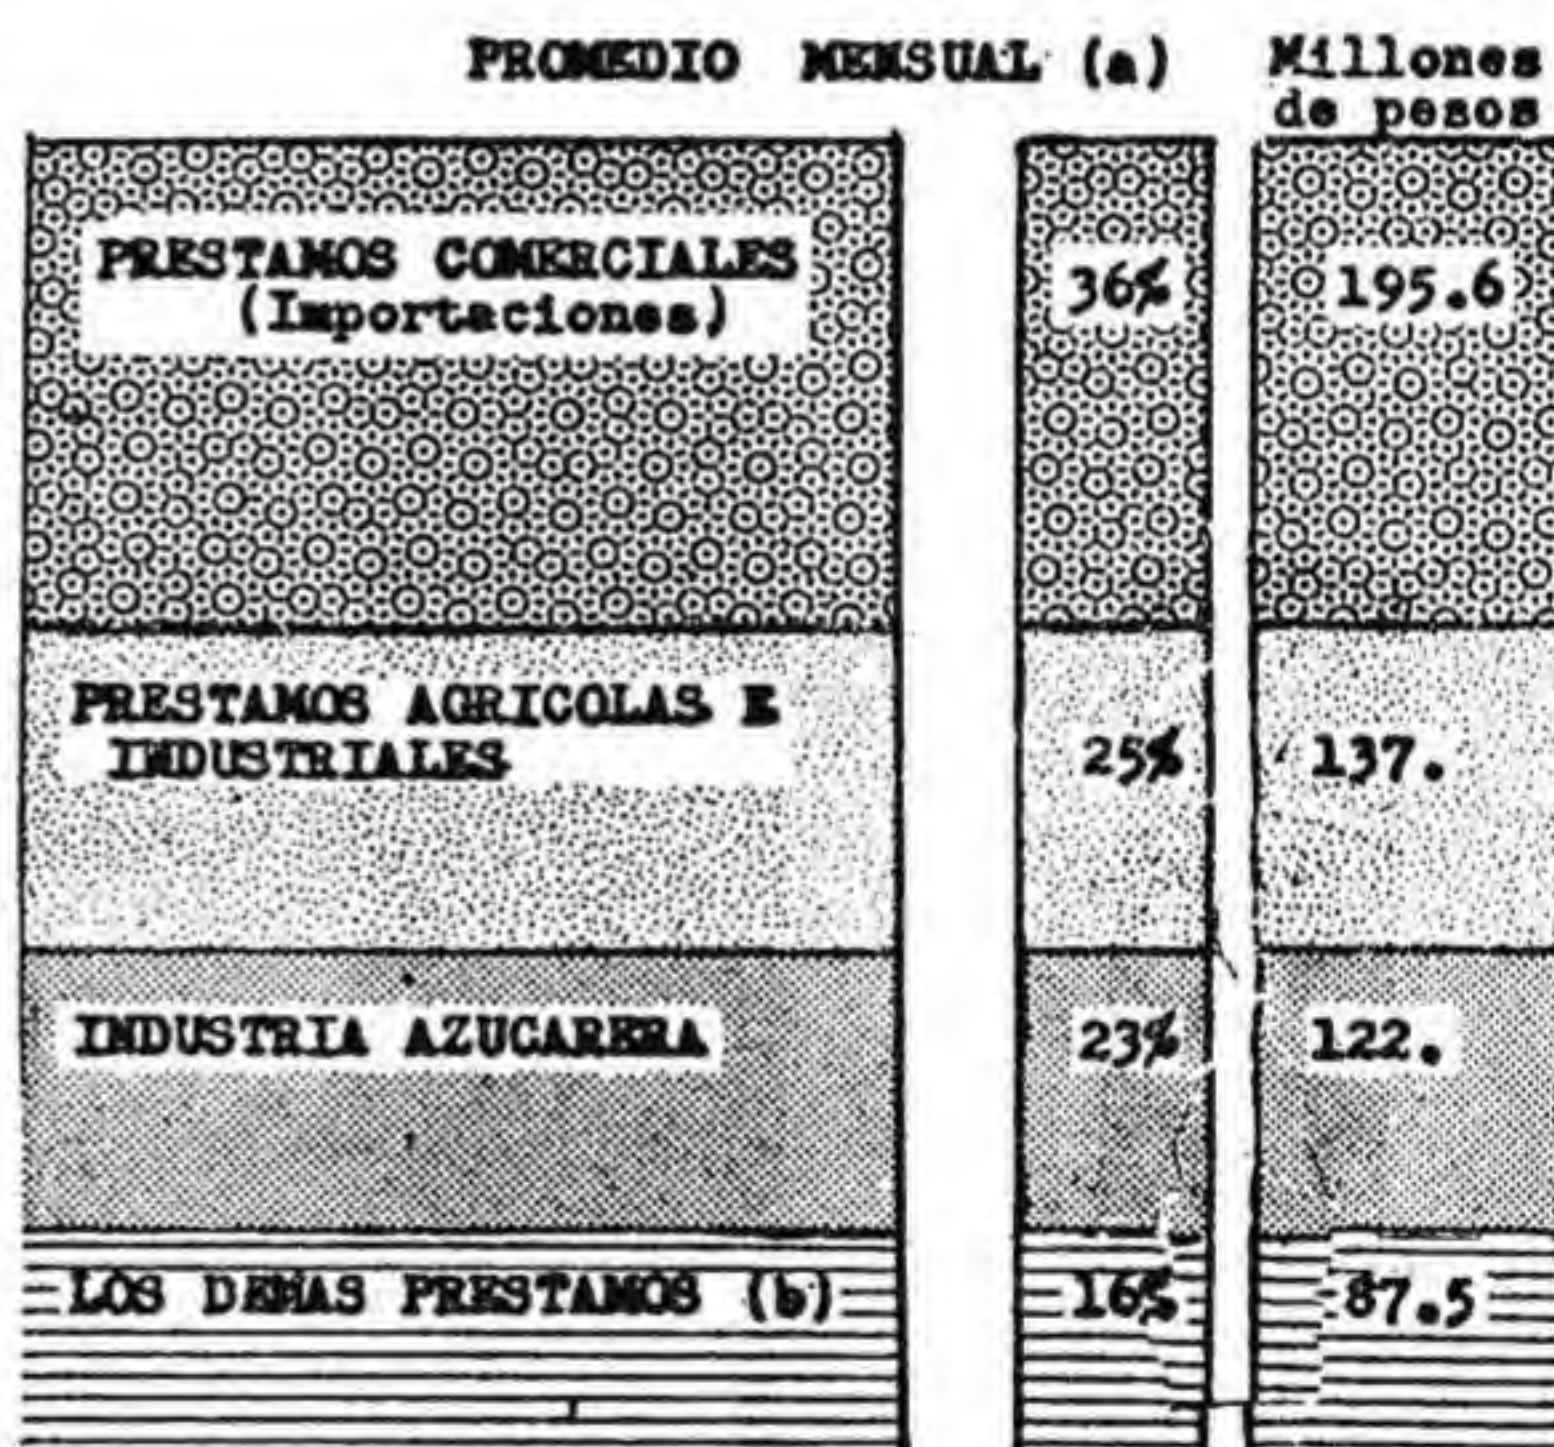 PROMEDIO MENSUAL (a) Millones
de pesos
PRESTAMOS COMERCIALES
(Importaciones)
36% 195.6
PRESTAMOS AGRICOLAS E
INDUSTRIALES
25% 137.
INDUSTRIA AZUCARERA 23% 122.
LOS DEMAS PRESTAMOS (b) 16% 87.5